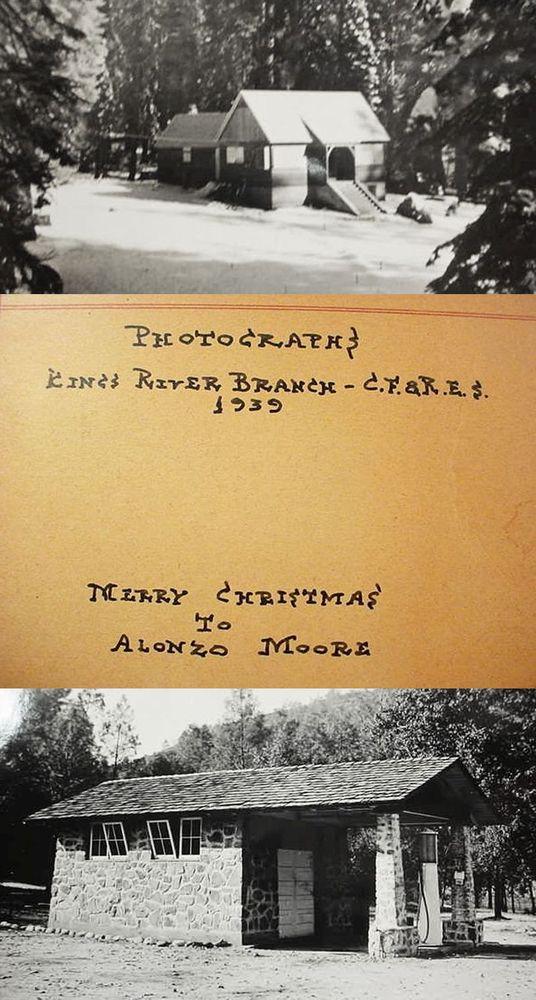 PHOTOGRAPHS
KINGS RIVER BRANCH - C.F.&R.E.S.
1939
MERRY CHRISTMAS
TO
ALONZO MOORE